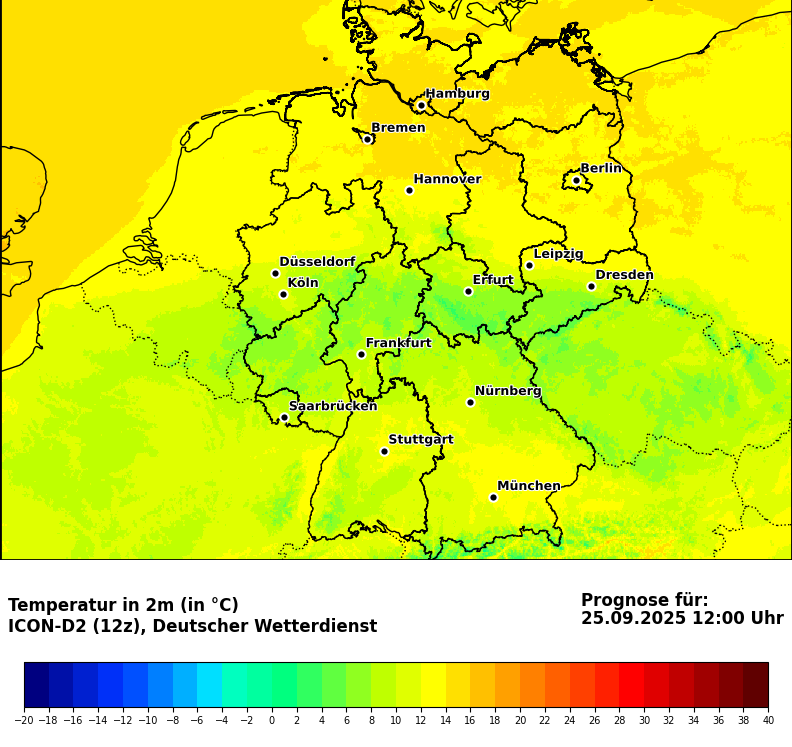 Hamburg
Bremen
Berlin
Hannover
Leipzig
Düsseldorf
Dresden
Köln
Erfurt
Frankfurt
Nürnberg
Saarbrücken
Stuttgart
München
Temperatur in 2m (in °C)
ICON-D2 (12z), Deutscher Wetterdienst
Prognose für:
25.09.2025 12:00 Uhr
−20 −18 −16 −14 −12 −10 −8 −6 −4 −2 0 2 4 6 8 10 12 14 16 18 20 22 24 26 28 30 32 34 36 38 40